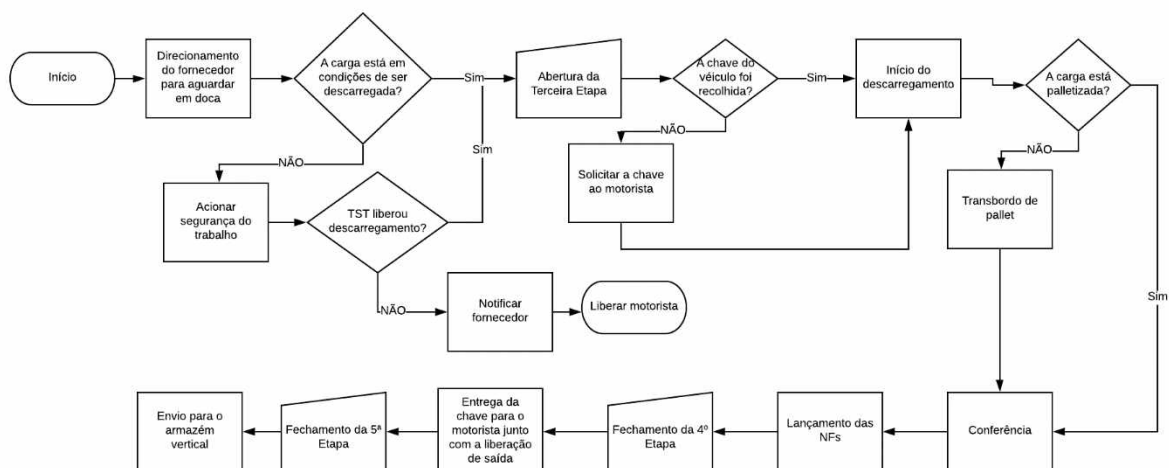 Início
Direcionamento
do fornecedor
para aguardar
em doca
A carga está em
condições de ser
descarregada?
Sim
Abertura da
Terceira Etapa
A chave do
véiculo foi
recolhida?
Sim
Início do
descarregamento
A carga está
palletizada?
NÃO
Acionar
segurança do
trabalho
TST liberou
descarregamento?
Sim
NÃO
Solicitar a chave
ao motorista
NÃO
Transbordo de
pallet
Sim
NÃO
Notificar
fornecedor
Liberar motorista
Envio para o
armazém
vertical
Fechamento da 5ª
Etapa
Entrega da
chave para o
motorista junto
com a liberação
de saída
Fechamento da 4º
Etapa
Lançamento das
NFs
Conferência